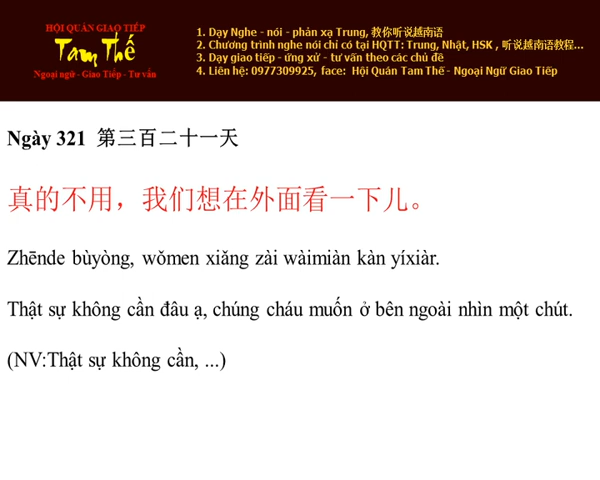 HỘI QUÁN GIAO TIẾP
Tam Thế
Ngoại ngữ - Giao Tiếp - Tư vấn
1. Dạy Nghe - nói - phản xạ Trung, 教你听说越南语
2. Chương trình nghe nói chỉ có tại HQTT: Trung, Nhật, HSK , 听说越南语教程...
3. Dạy giao tiếp - ứng xử - tư vấn theo các chủ đề
4. Liên hệ: 0977309925, face: Hội Quán Tam Thế - Ngoại Ngữ Giao Tiếp
Ngày 321 第三百二十一天
真的不用，我们想在外面看一下儿。
Zhēnde bùyòng, wǒmen xiǎng zài wàimiàn kàn yíxiàr.
Thật sự không cần đâu ạ, chúng cháu muốn ở bên ngoài nhìn một chút.
(NV:Thật sự không cần, ...)